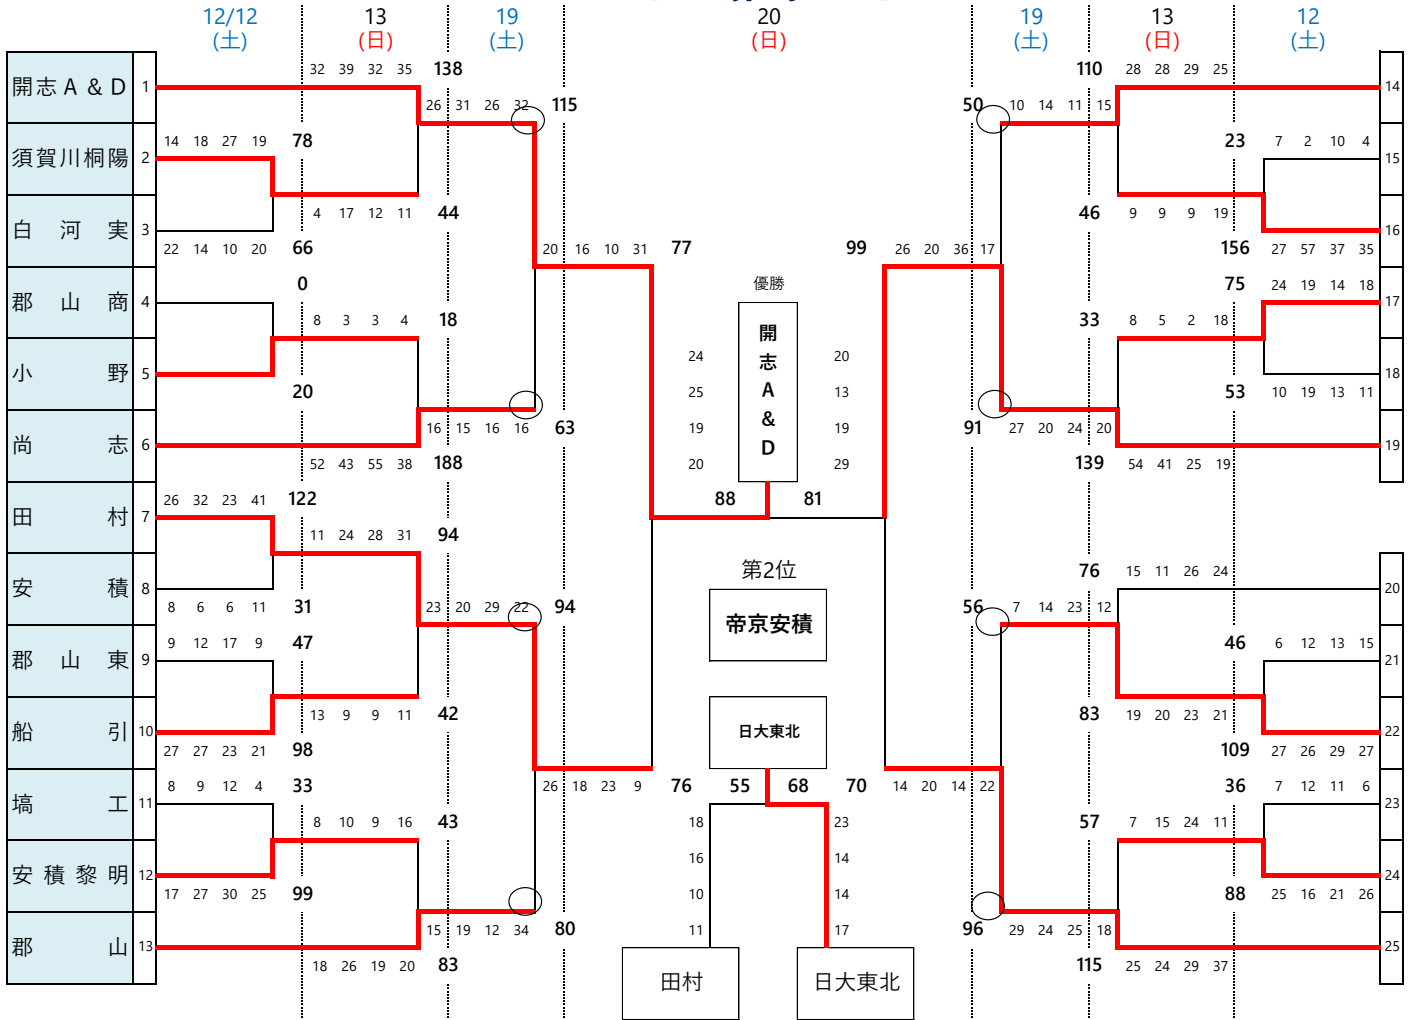 12/12 13 19 20 19 13 12
(土) (日) (土) (日) (土) (日) (土)
32 39 32 35 138 110 28 28 29 25
開志A&D 1 14
26 31 26 32 115 50 10 14 11 15
14 18 27 19 78 23 7 2 10 4
須賀川桐陽 2 15
4 17 12 11 44 46 9 9 9 19
白河実 3 16
22 14 10 20 66 20 16 10 31 77 99 26 20 36 17 156 27 57 37 35
0 優勝 75 24 19 14 18
郡山商 4 17
8 3 3 4 18 33 8 5 2 18
開志A&D
24 20
小野 5 18
20 25 13 53 10 19 13 11
16 15 16 16 63 19 19 91 27 20 24 20
尚志 6 19
52 43 55 38 188 20 29 139 54 41 25 19
26 32 23 41 122 88 81
田村 7
11 24 28 31 94
第2位 76 15 11 26 24
安積 8 20
8 6 6 11 31 23 20 29 22 94 56 7 14 23 12
帝京安積
9 12 17 9 47 46 6 12 13 15
郡山東 9 21
13 9 9 11 42 83 19 20 23 21
船引 10 日大東北 22
27 27 23 21 98 109 27 26 29 27
8 9 12 4 33 26 18 23 9 76 55 68 70 14 20 14 22 36 7 12 11 6
塙工 11 23
8 10 9 16 43 18 23 57 7 15 24 11
16 14
安積黎明 12 24
17 27 30 25 99 10 14 88 25 16 21 26
15 19 12 34 80 11 17 96 29 24 25 18
郡山 13 25
18 26 19 20 83 115 25 24 29 37
田村 日大東北